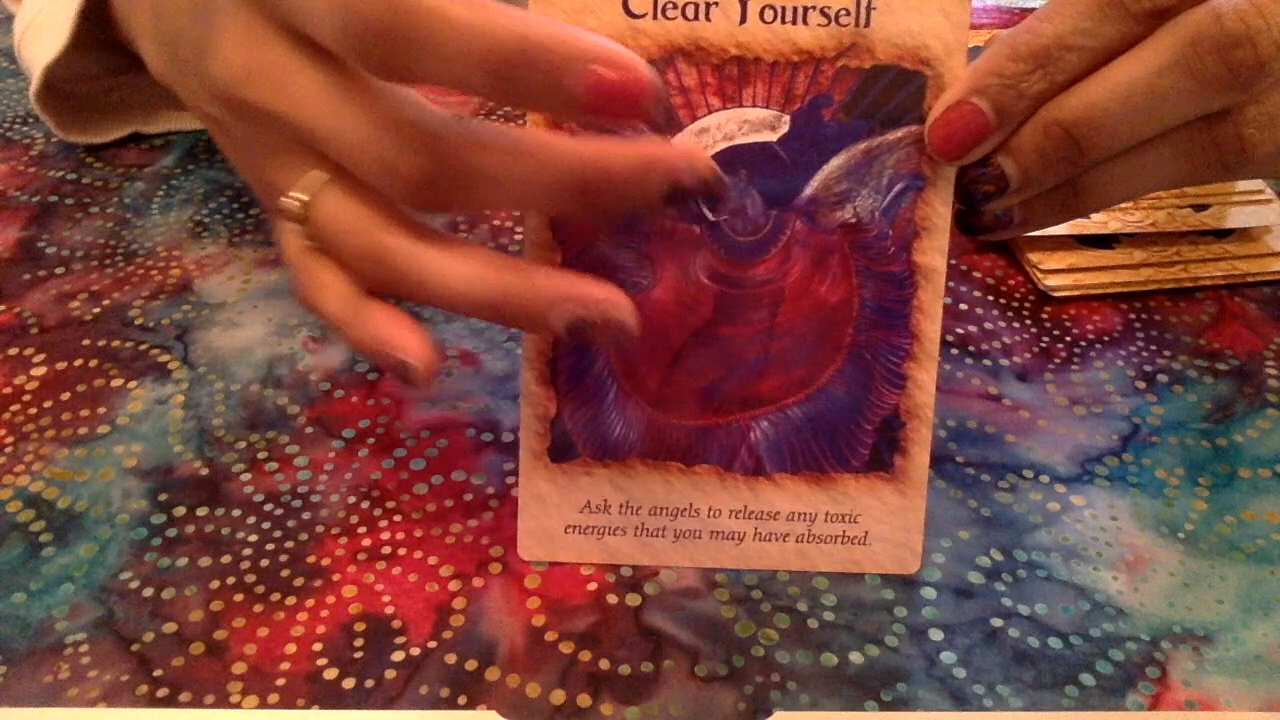 Clear Yourself
Ask the angels to release any toxic
energies that you may have absorbed.